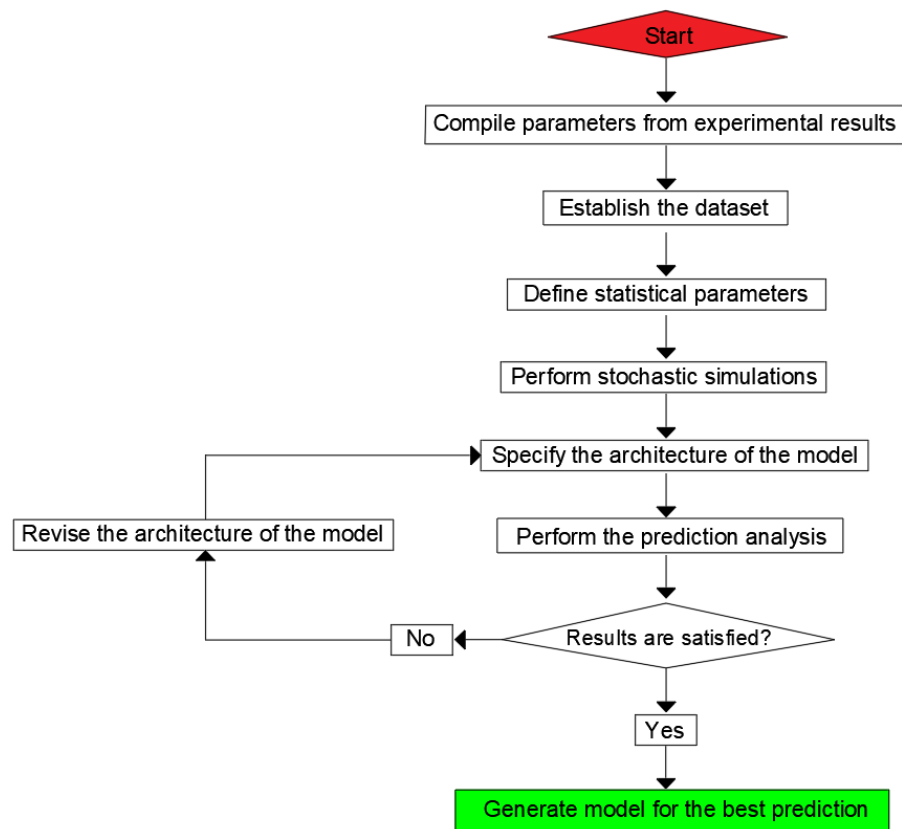 Start
Compile parameters from experimental results
Establish the dataset
Define statistical parameters
Perform stochastic simulations
Specify the architecture of the model
Revise the architecture of the model
Perform the prediction analysis
Results are satisfied?
No
Yes
Generate model for the best prediction